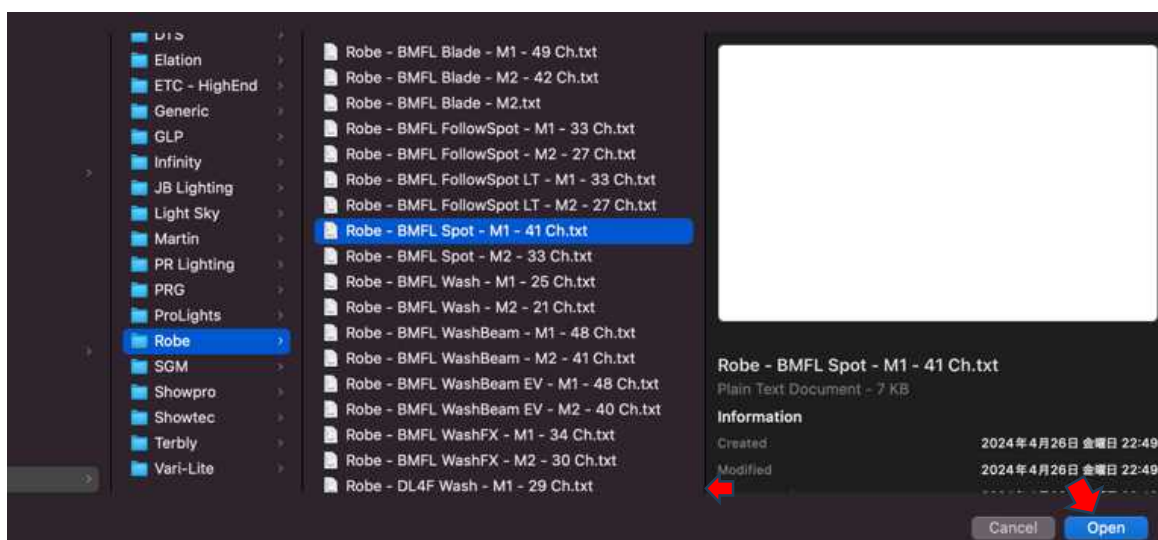 DTS
Elation
ETC - HighEnd
Generic
GLP
Infinity
JB Lighting
Light Sky
Martin
PR Lighting
PRG
ProLights
Robe
SGM
Showpro
Showtec
Terbly
Vari-Lite
Robe - BMFL Blade - M1 - 49 Ch.txt
Robe - BMFL Blade - M2 - 42 Ch.txt
Robe - BMFL Blade - M2.txt
Robe - BMFL FollowSpot - M1 - 33 Ch.txt
Robe - BMFL FollowSpot - M2 - 27 Ch.txt
Robe - BMFL FollowSpot LT - M1 - 33 Ch.txt
Robe - BMFL FollowSpot LT - M2 - 27 Ch.txt
Robe - BMFL Spot - M1 - 41 Ch.txt
Robe - BMFL Spot - M2 - 33 Ch.txt
Robe - BMFL Wash - M1 - 25 Ch.txt
Robe - BMFL Wash - M2 - 21 Ch.txt
Robe - BMFL WashBeam - M1 - 48 Ch.txt
Robe - BMFL WashBeam - M2 - 41 Ch.txt
Robe - BMFL WashBeam EV - M1 - 48 Ch.txt
Robe - BMFL WashBeam EV - M2 - 40 Ch.txt
Robe - BMFL WashFX - M1 - 34 Ch.txt
Robe - BMFL WashFX - M2 - 30 Ch.txt
Robe - DL4F Wash - M1 - 29 Ch.txt
Robe - BMFL Spot - M1 - 41 Ch.txt
Plain Text Document - 7 KB
Information
Created 2024年4月26日 金曜日 22:49
Modified 2024年4月26日 金曜日 22:49
Cancel Open